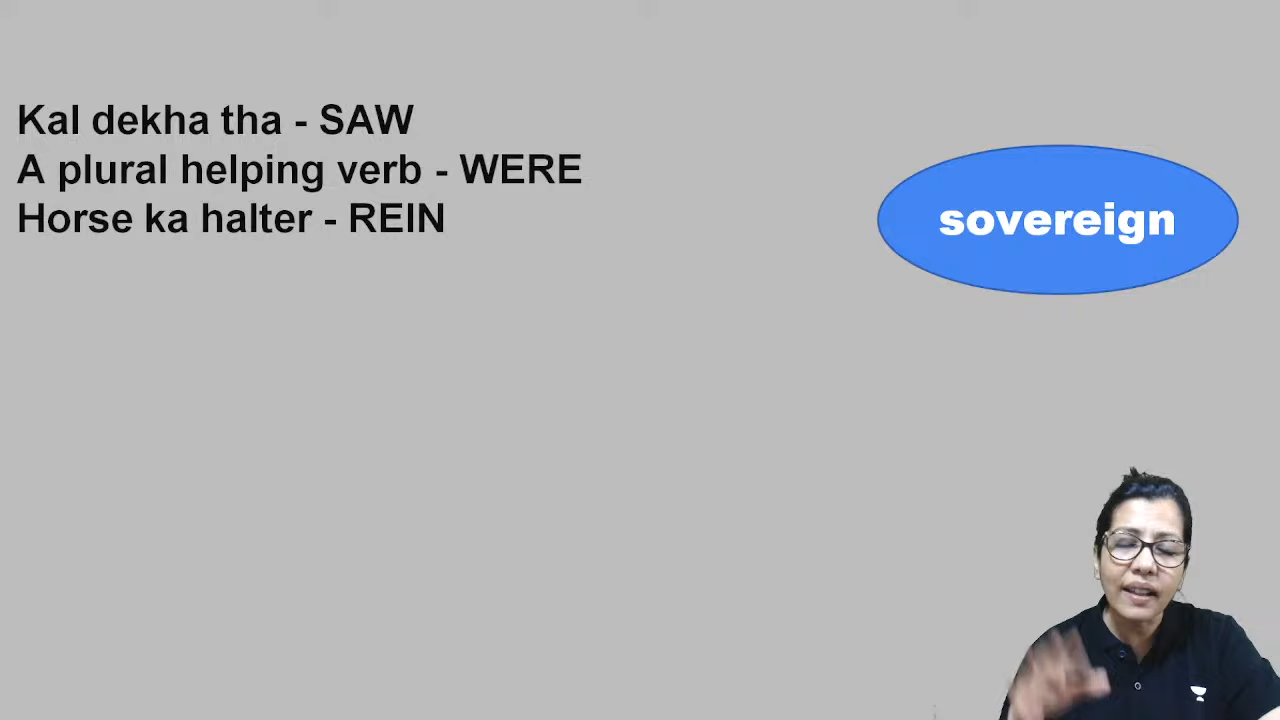 Kal dekha tha - SAW
A plural helping verb - WERE
Horse ka halter - REIN
sovereign